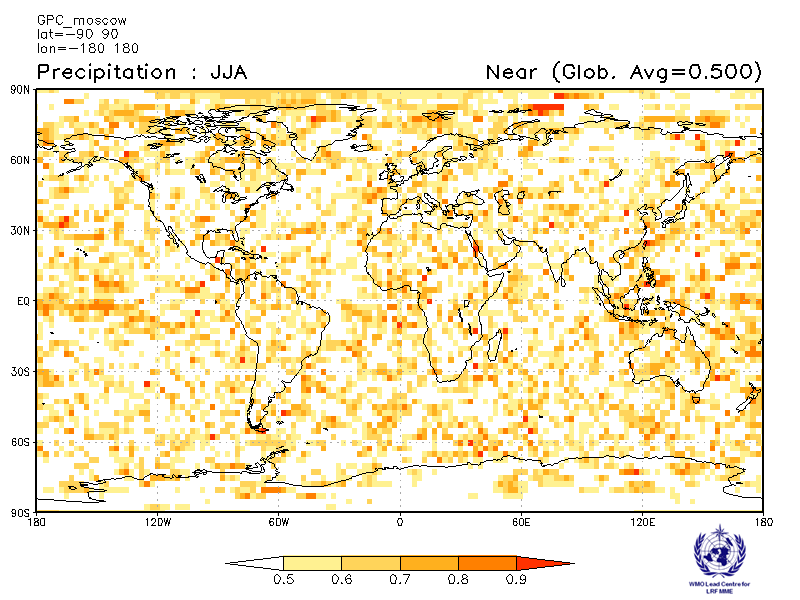 GPC_moscow
lat=-90 90
lon=-180 180
Precipitation : JJA
Near (Glob. Avg=0.500)
90N
60N
30N
EQ
30S
60S
90S
180 120W 60W 0 60E 120E 180
0.5 0.6 0.7 0.8 0.9
WMO Lead Centre for
LRF MME